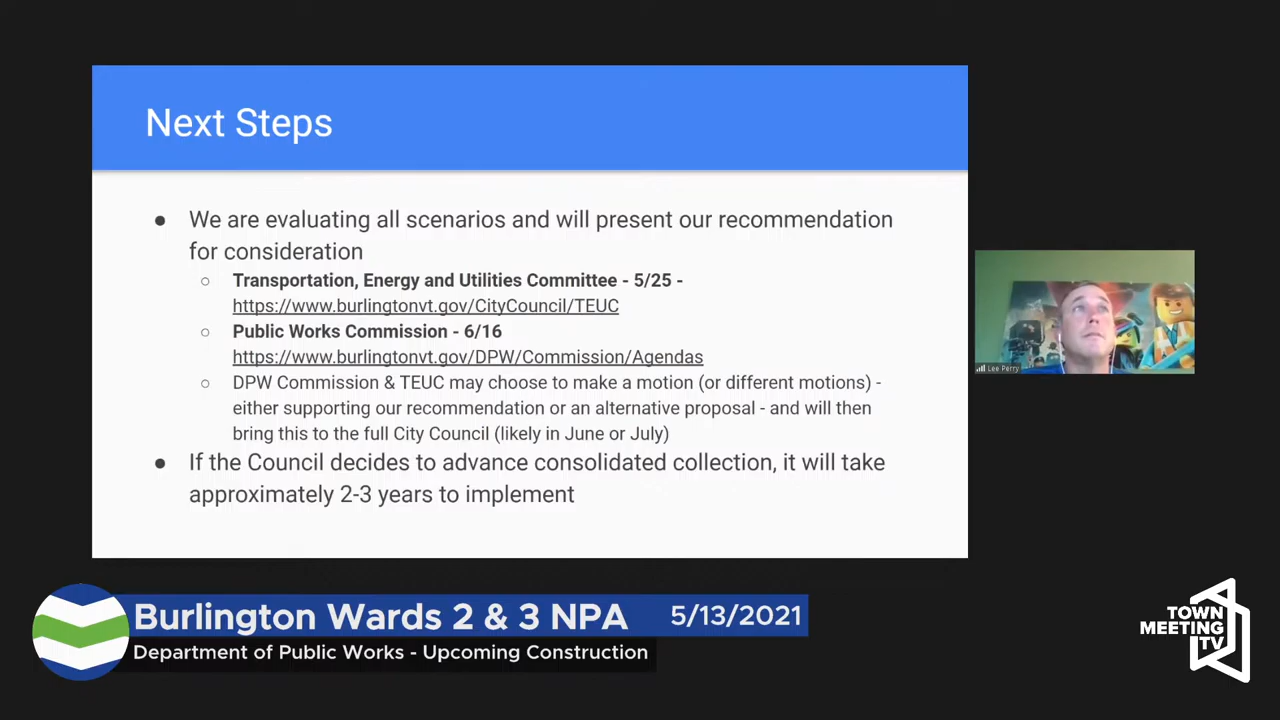 Next Steps
● We are evaluating all scenarios and will present our recommendation
for consideration
○ Transportation, Energy and Utilities Committee - 5/25 -
https://www.burlingtonvt.gov/CityCouncil/TEUC
○ Public Works Commission - 6/16
https://www.burlingtonvt.gov/DPW/Commission/Agendas
○ DPW Commission & TEUC may choose to make a motion (or different motions) -
either supporting our recommendation or an alternative proposal - and will then
bring this to the full City Council (likely in June or July)
● If the Council decides to advance consolidated collection, it will take
approximately 2-3 years to implement
Lee Perry
Burlington Wards 2 & 3 NPA 5/13/2021
Department of Public Works - Upcoming Construction
TOWN
MEETING
TV